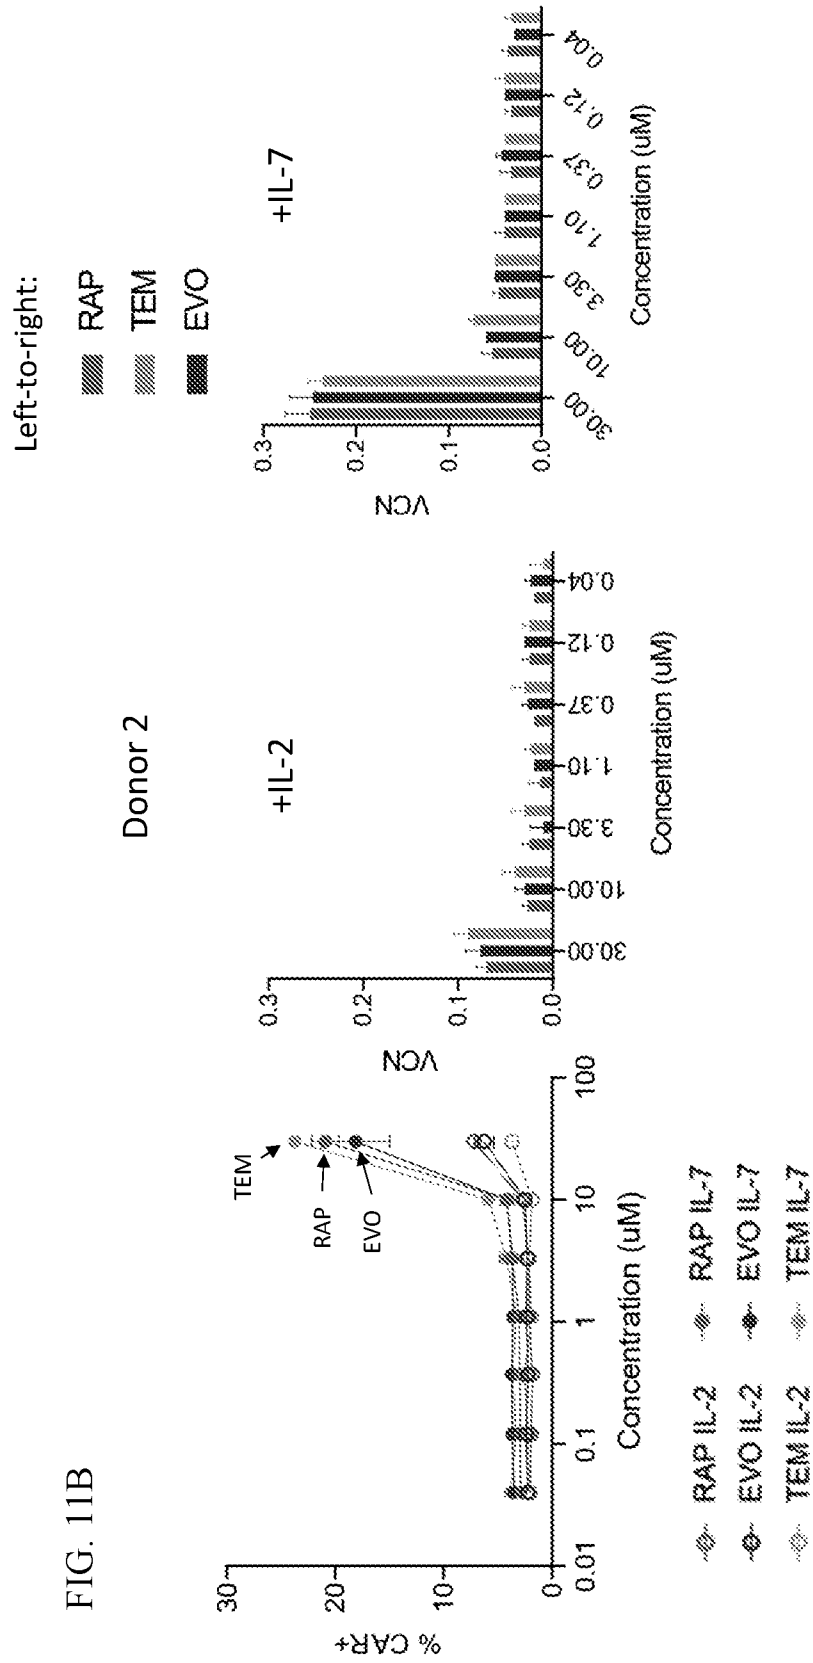 FIG. 11B
Donor 2
Left-to-right:
RAP
TEM
EVO
% CAR+
30
20
10
0
0.01
0.1
1
10
100
Concentration (uM)
TEM
RAP
EVO
RAP IL-2
RAP IL-7
EVO IL-2
EVO IL-7
TEM IL-2
TEM IL-7
+IL-2
VCN
0.3
0.2
0.1
0.0
30.00
10.00
3.30
1.10
0.37
0.12
0.04
Concentration (uM)
+IL-7
VCN
0.3
0.2
0.1
0.0
30.00
10.00
3.30
1.10
0.37
0.12
0.04
Concentration (uM)